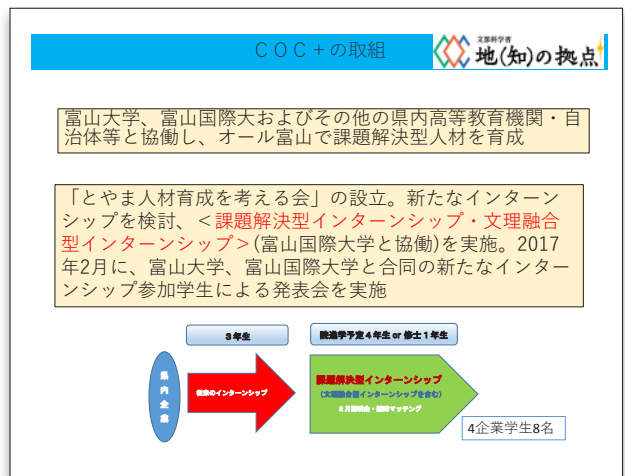 COC+の取組
文部科学省
地(知)の拠点
富山大学、富山国際大およびその他の県内高等教育機関・自
治体等と協働し、オール富山で課題解決型人材を育成
「とやま人材育成を考える会」の設立。新たなインターン
シップを検討、＜課題解決型インターンシップ・文理融合
型インターンシップ＞(富山国際大学と協働)を実施。2017
年2月に、富山大学、富山国際大学と合同の新たなインター
ンシップ参加学生による発表会を実施
３年生
院進学予定４年生 or 修士１年生
県内企業
従来のインターンシップ
課題解決型インターンシップ
(文理融合型インターンシップを含む)
4企業学生8名